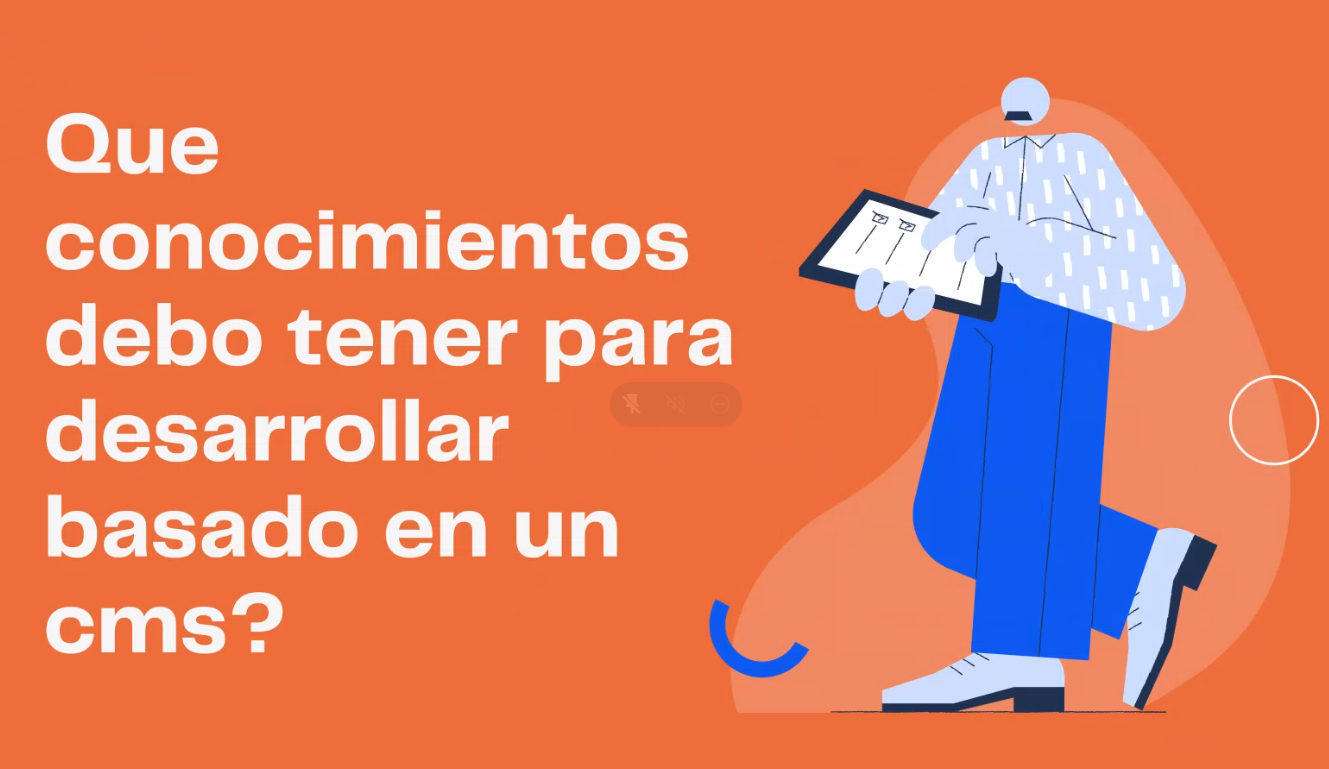 Que
conocimientos
debo tener para
desarrollar
basado en un
cms?